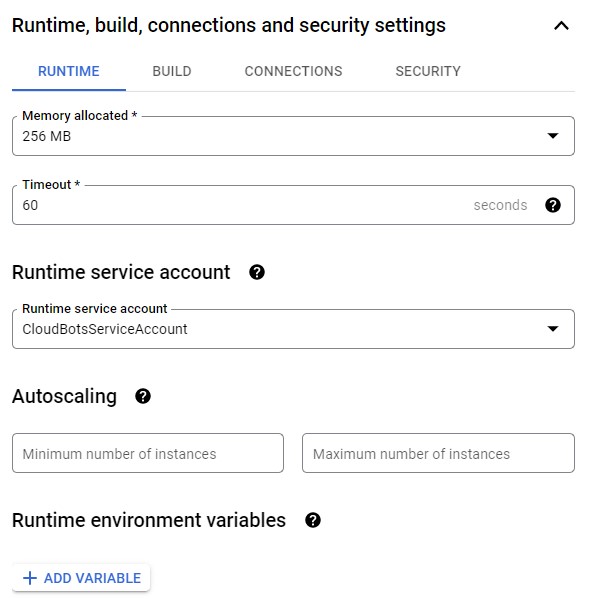 Runtime, build, connections and security settings
RUNTIME BUILD CONNECTIONS SECURITY
Memory allocated *
256 MB
Timeout *
60 seconds
Runtime service account
Runtime service account
CloudBotsServiceAccount
Autoscaling
Minimum number of instances Maximum number of instances
Runtime environment variables
ADD VARIABLE